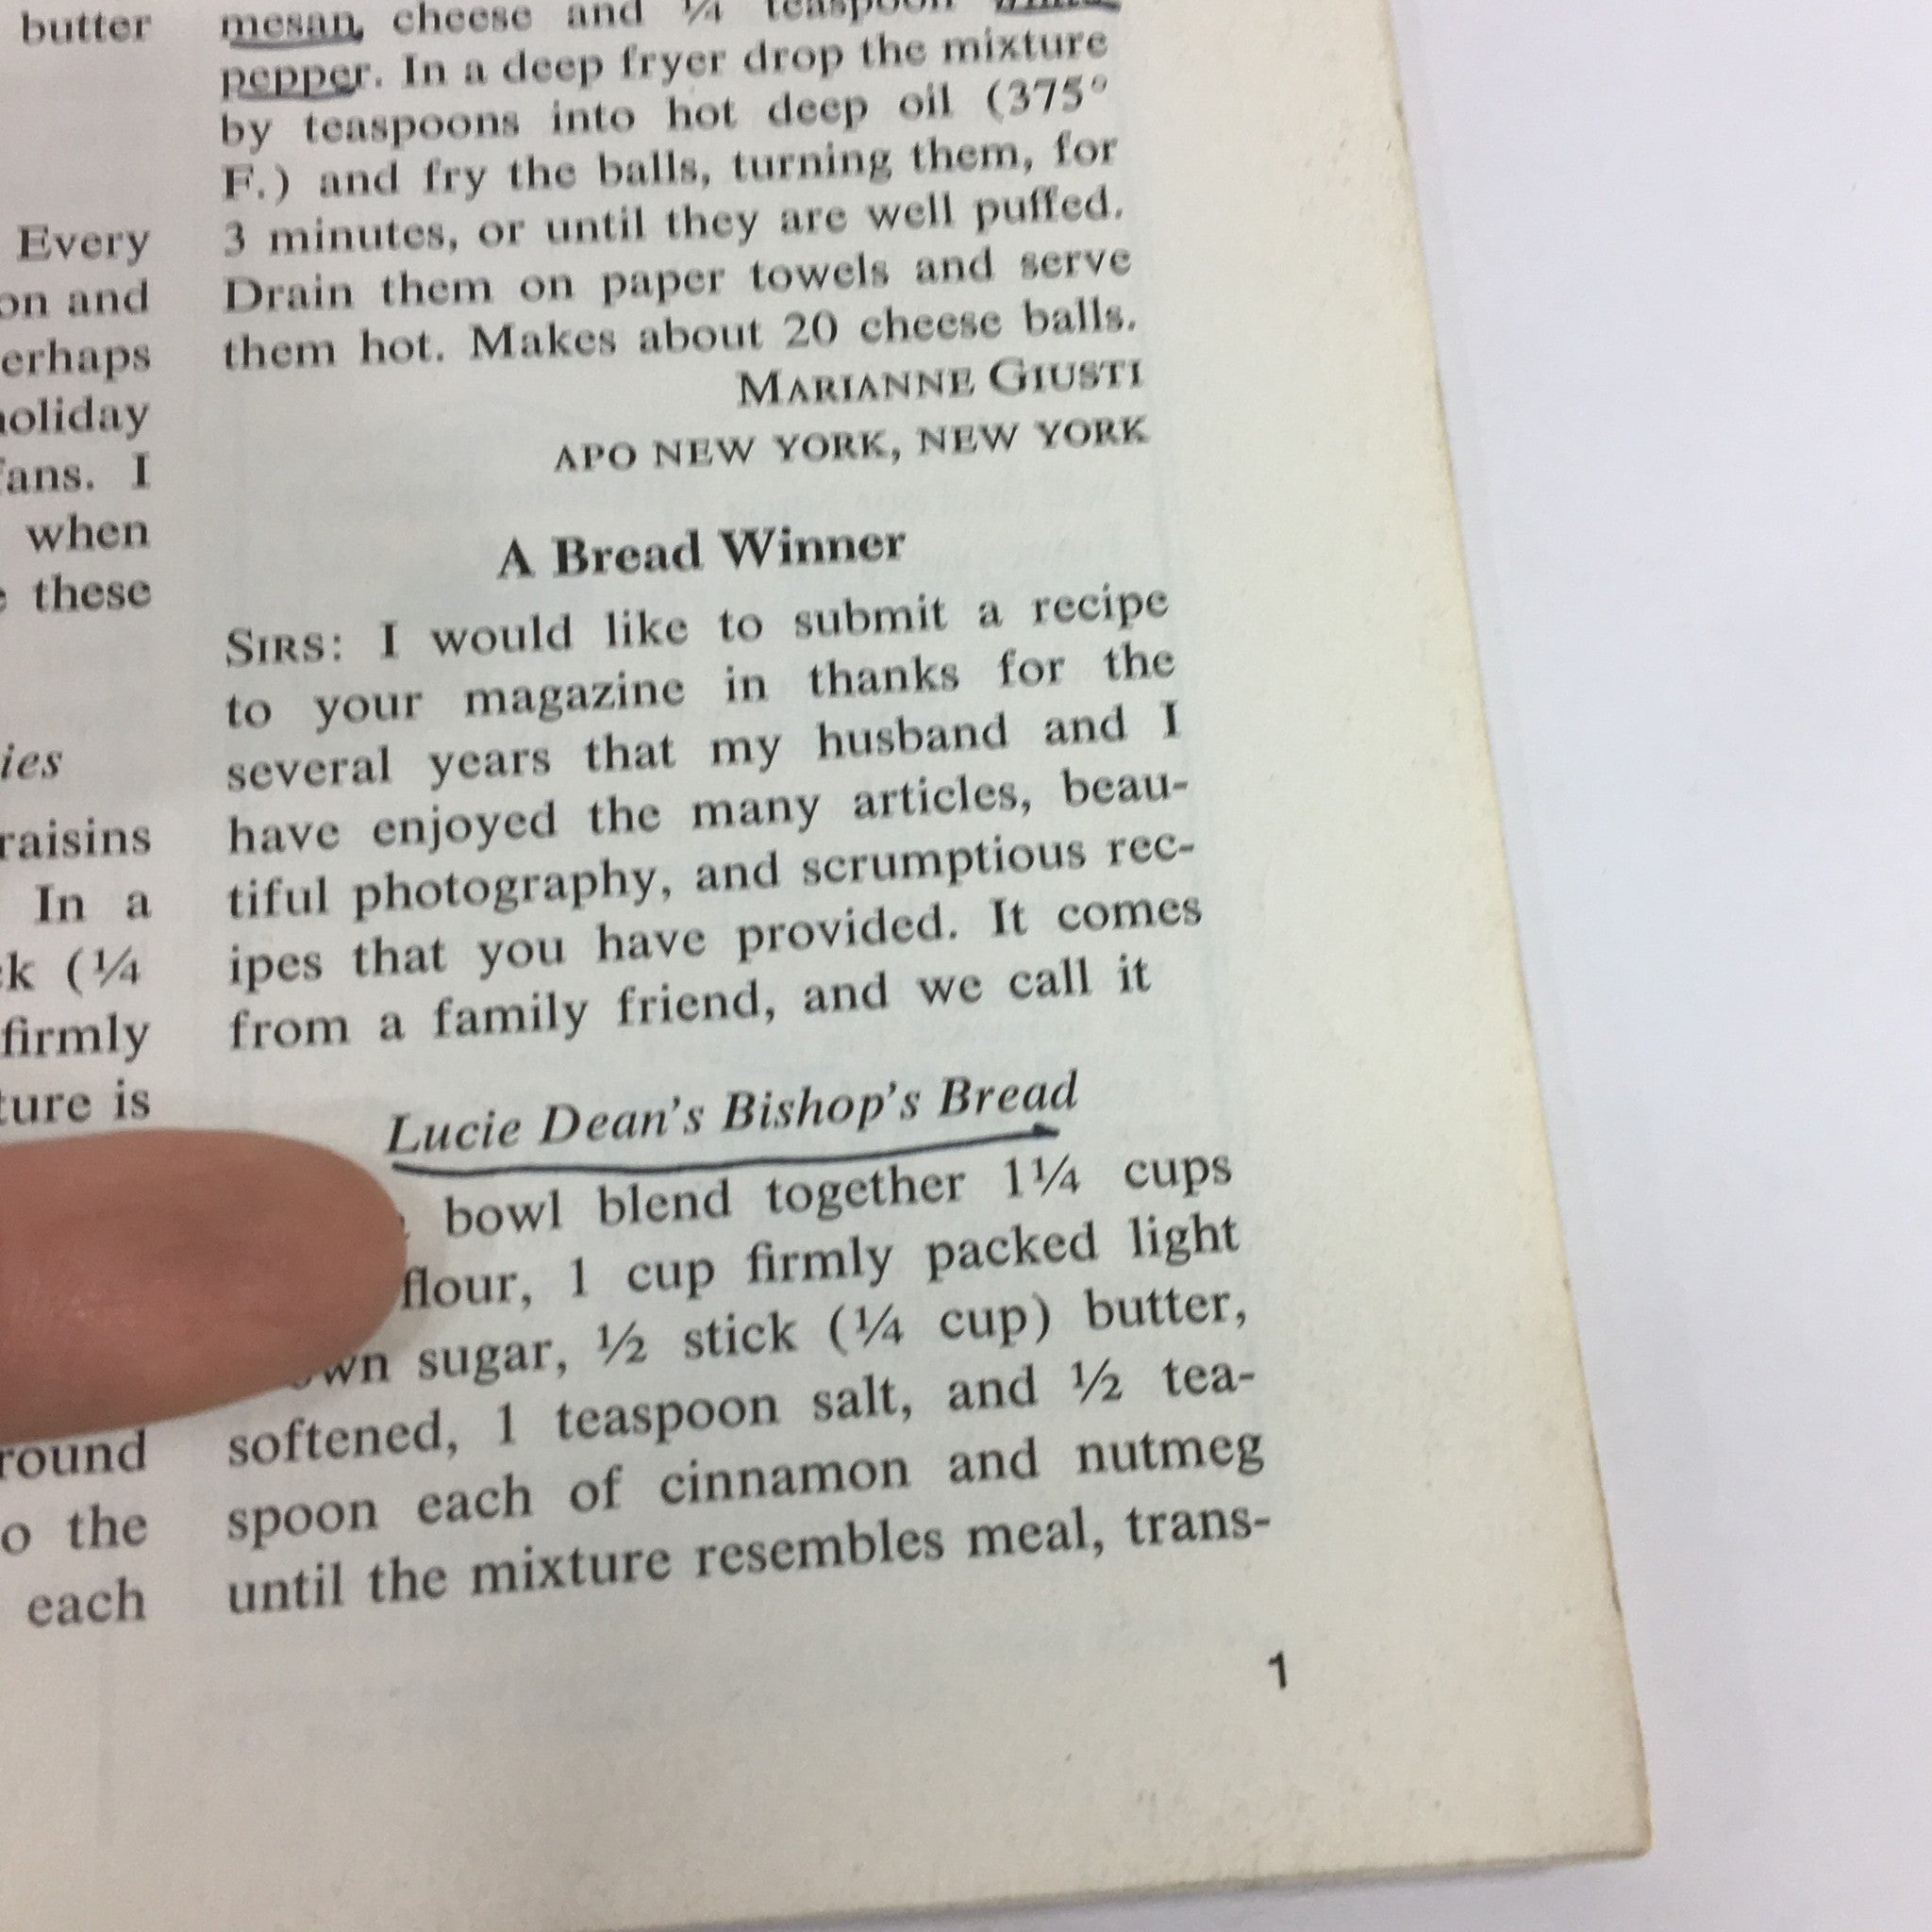 butter
Every
on and
erhaps
holiday
fans. I
when
these
ies
raisins
In a
k (¼
firmly
ture is
round
o the
each
mesan, cheese and ¼ teaspoon
pepper. In a deep fryer drop the mixture
by teaspoons into hot deep oil (375°
F.) and fry the balls, turning them, for
3 minutes, or until they are well puffed.
Drain them on paper towels and serve
them hot. Makes about 20 cheese balls.
MARIANNE GIUSTI
APO NEW YORK, NEW YORK
A Bread Winner
SIRS: I would like to submit a recipe
to your magazine in thanks for the
several years that my husband and I
have enjoyed the many articles, beau-
tiful photography, and scrumptious rec-
ipes that you have provided. It comes
from a family friend, and we call it
Lucie Dean's Bishop's Bread
bowl blend together 1¼ cups
flour, 1 cup firmly packed light
own sugar, ½ stick (¼ cup) butter,
softened, 1 teaspoon salt, and ½ tea-
spoon each of cinnamon and nutmeg
until the mixture resembles meal, trans-
1